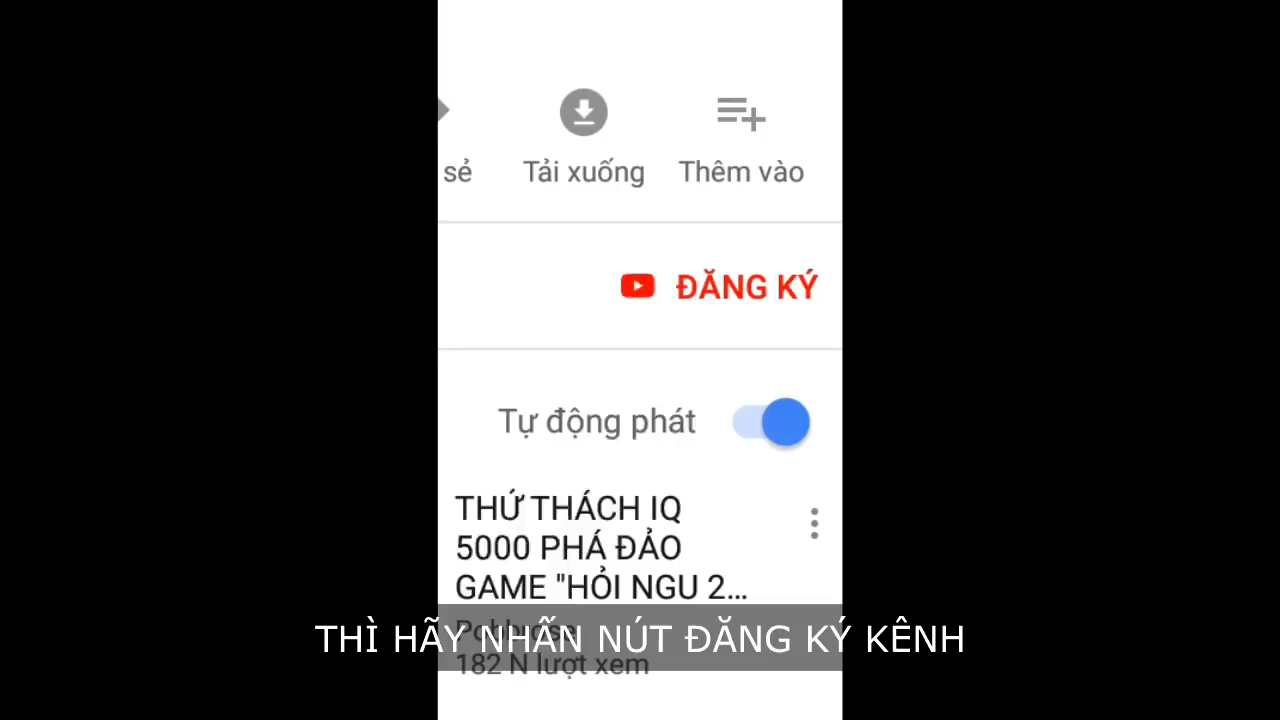 sẻ
Tải xuống
Thêm vào
ĐĂNG KÝ
Tự động phát
THỨ THÁCH IQ
5000 PHÁ ĐẢO
GAME "HỎI NGU 2...
THÌ HÃY NHẤN NÚT ĐĂNG KÝ KÊNH
182 N lượt xem